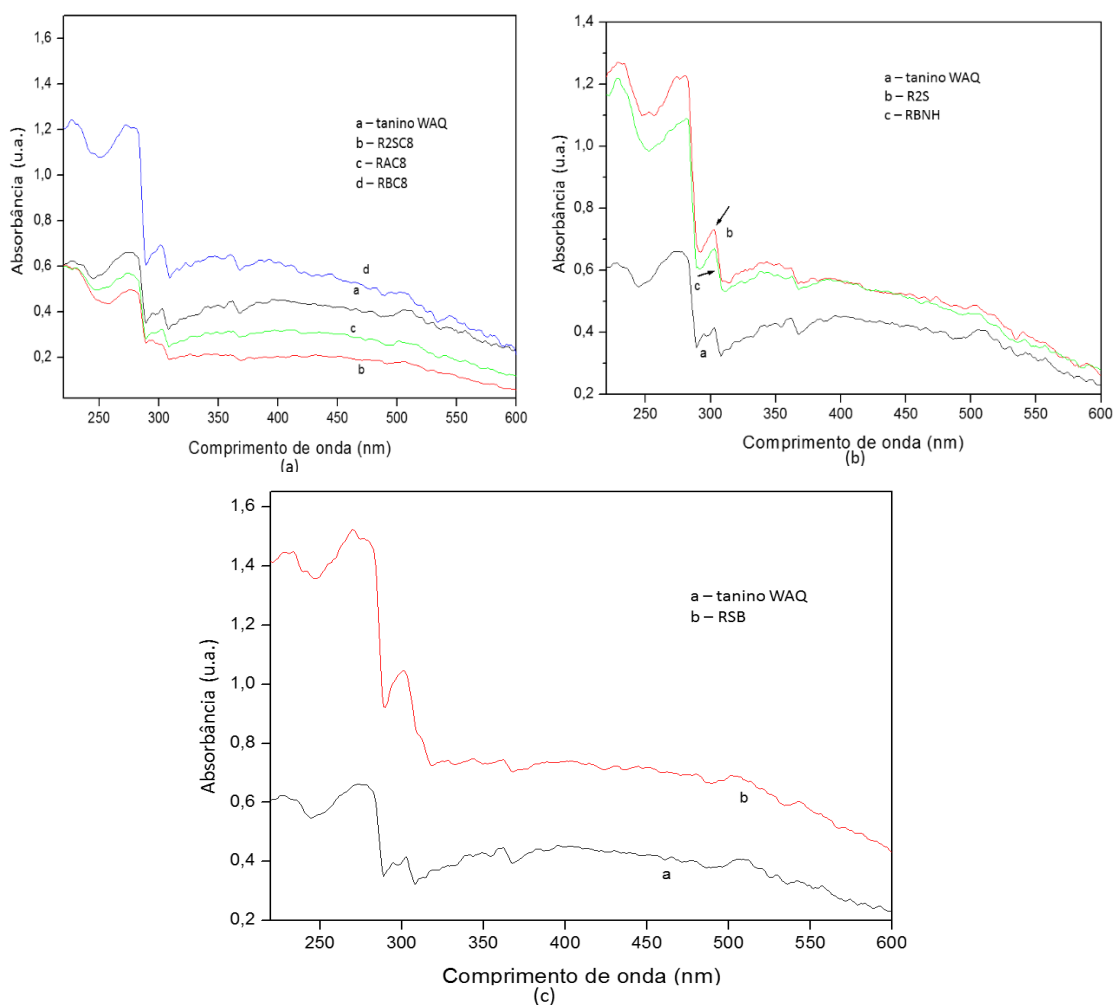 1,6
1,4
1,2
1,0
0,8
0,6
0,4
0,2
Absorbância (u.a.)
a – tanino WAQ
b – R2SC8
c – RAC8
d – RBC8
d
a
c
b
250 300 350 400 450 500 550 600
Comprimento de onda (nm)
(a)
1,4
1,2
1,0
0,8
0,6
0,4
0,2
Absorbância (u.a.)
a – tanino WAQ
b – R2S
c – RBNH
b
c
a
250 300 350 400 450 500 550 600
Comprimento de onda (nm)
(b)
1,6
1,4
1,2
1,0
0,8
0,6
0,4
0,2
Absorbância (u.a.)
a – tanino WAQ
b – RSB
b
a
250 300 350 400 450 500 550 600
Comprimento de onda (nm)
(c)